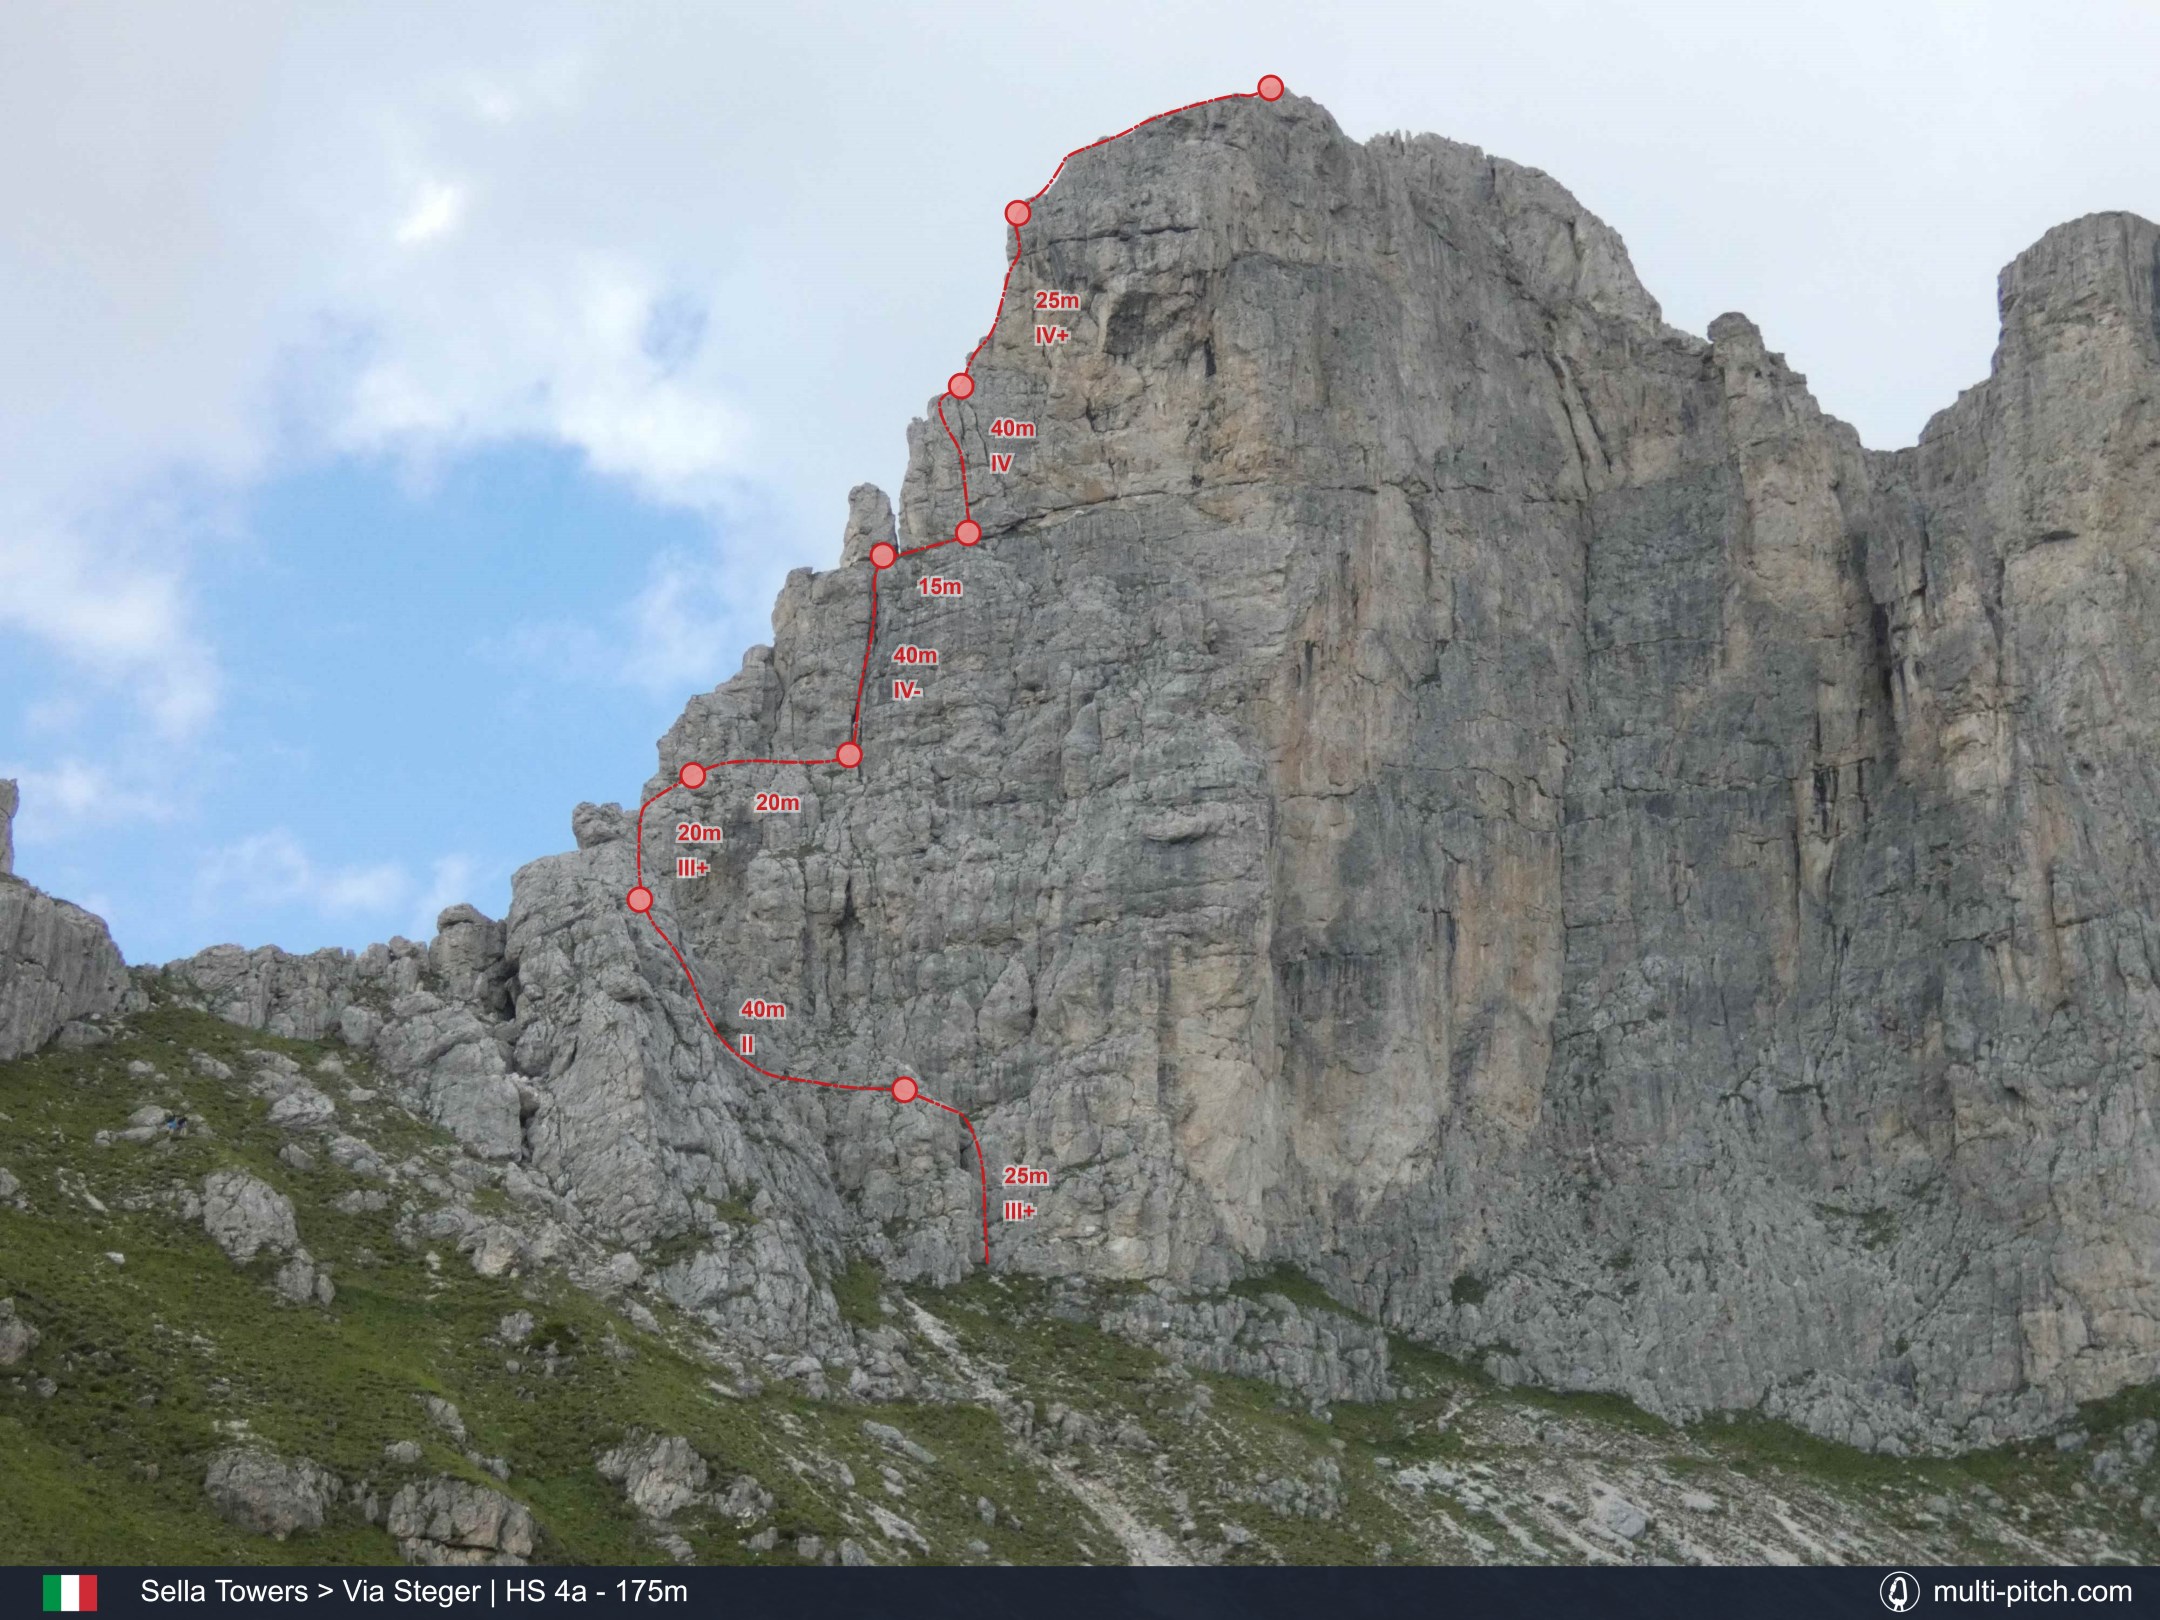 25m
IV+
40m
IV
15m
40m
IV-
20m
20m
III+
40m
II
25m
III+
Sella Towers > Via Steger | HS 4a - 175m
multi-pitch.com